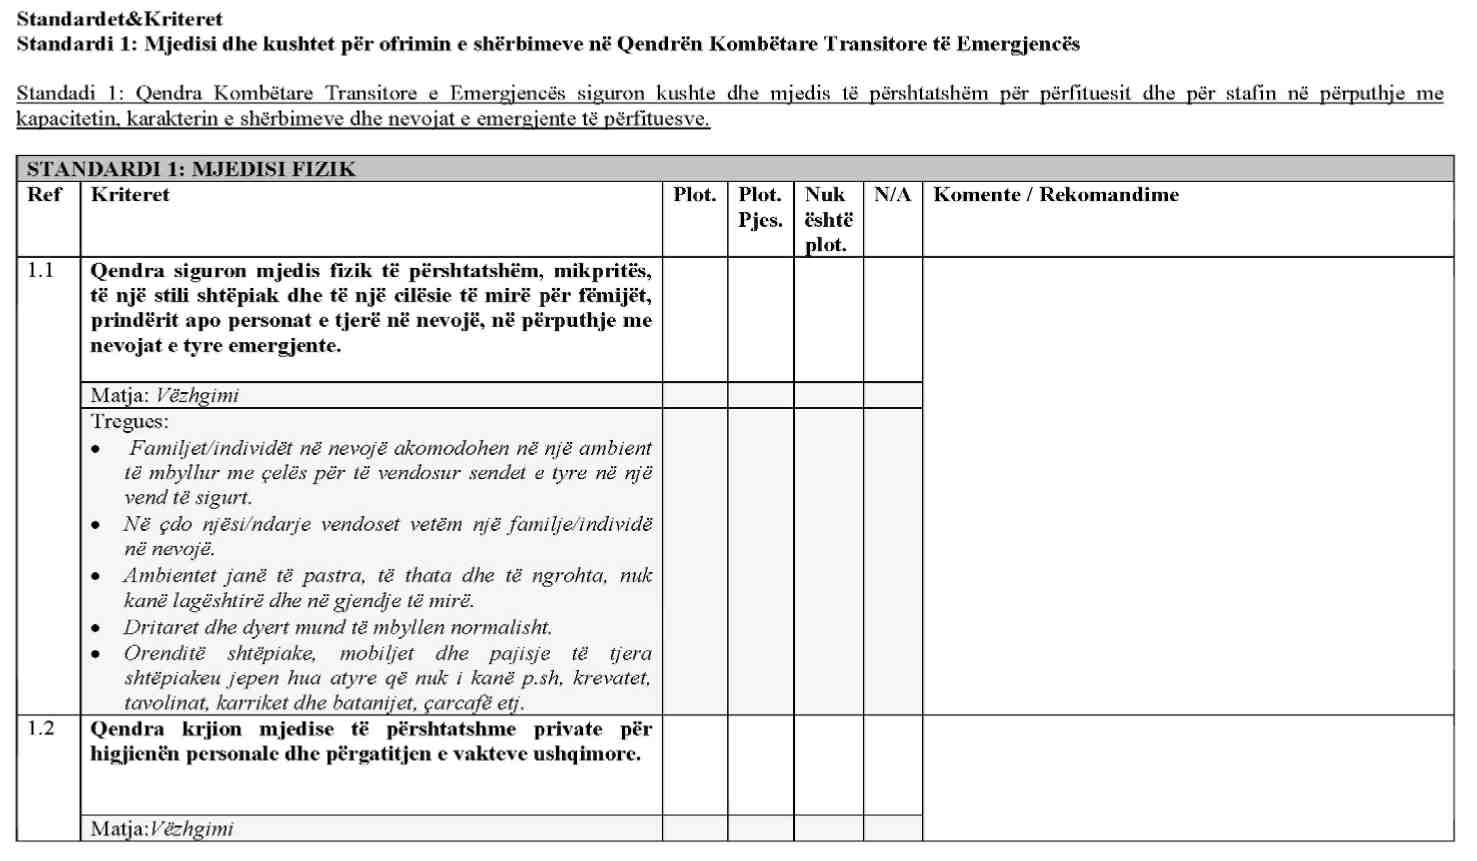 Standardet&Kriteret
Standardi 1: Mjedisi dhe kushtet për ofrimin e shërbimeve në Qendrën Kombëtare Transitore të Emergjencës
Standadi 1: Qendra Kombëtare Transitore e Emergjencës siguron kushte dhe mjedis të përshtatshëm për përfituesit dhe për stafin në përputhje me
kapacitetin, karakterin e shërbimeve dhe nevojat e emergjente të përfituesve.
STANDARDI 1: MJEDISI FIZIK
Ref Kriteret Plot. Plot. Nuk N/A Komente / Rekomandime
Pjes. është
plot.
1.1 Qendra siguron mjedis fizik të përshtatshëm, mikpritës,
të një stili shtëpiak dhe të një cilësie të mirë për fëmijët,
prindërit apo personat e tjerë në nevojë, në përputhje me
nevojat e tyre emergjente.
Matja: Vëzhgimi
Tregues:
• Familjet/individët në nevojë akomodohen në një ambient
të mbyllur me çelës për të vendosur sendet e tyre në një
vend të sigurt.
• Në çdo njësi/ndarje vendoset vetëm një familje/individë
në nevojë.
• Ambientet janë të pastra, të thata dhe të ngrohta, nuk
kanë lagështirë dhe në gjendje të mirë.
• Dritaret dhe dyert mund të mbyllen normalisht.
• Orenditë shtëpiake, mobiljet dhe pajisje të tjera
shtëpiakeu jepen hua atyre që nuk i kanë p.sh, krevatet,
tavolinat, karriket dhe batanijet, çarcafë etj.
1.2 Qendra krjion mjedise të përshtatshme private për
higjienën personale dhe përgatitjen e vakteve ushqimore.
Matja:Vëzhgimi